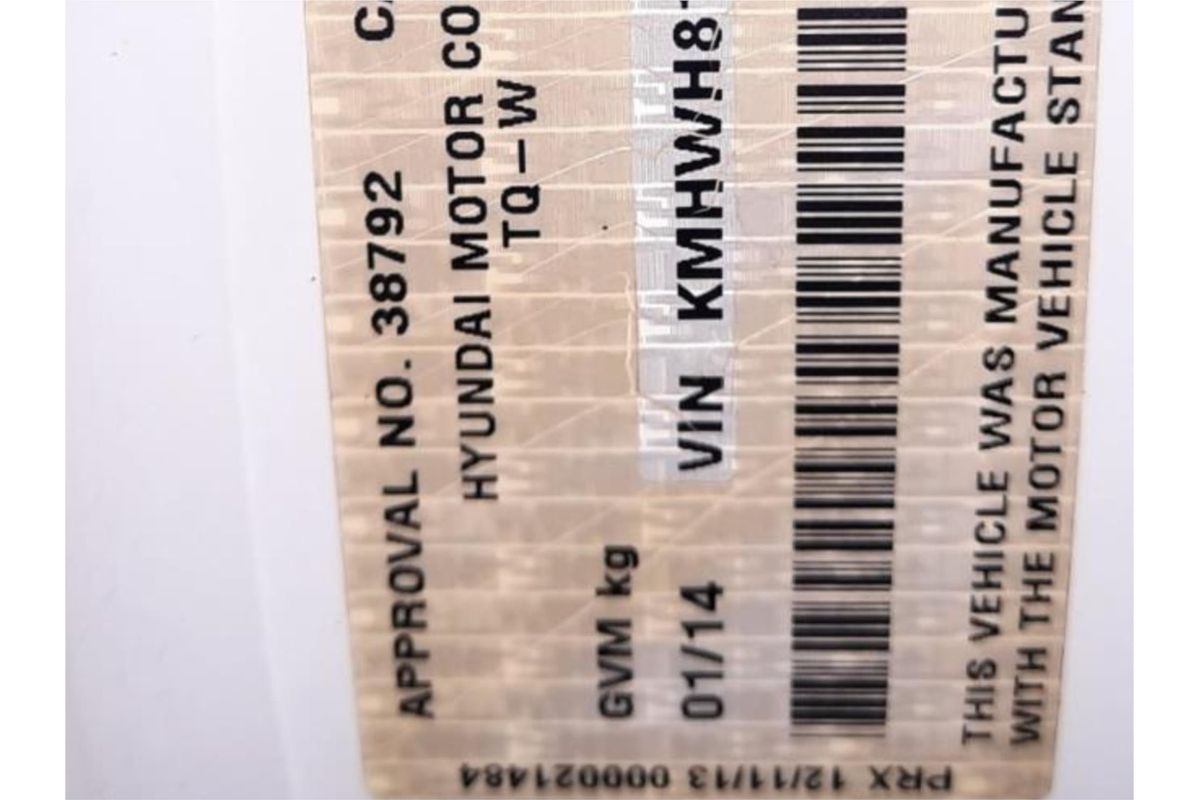 APPROVAL NO. 38792
HYUNDAI MOTOR CO
TQ–W
GVM kg
01/14 VIN KMHWH8
THIS VEHICLE WAS MANUFACTU
WITH THE MOTOR VEHICLE STAN
PRX 12/11/13 000021484